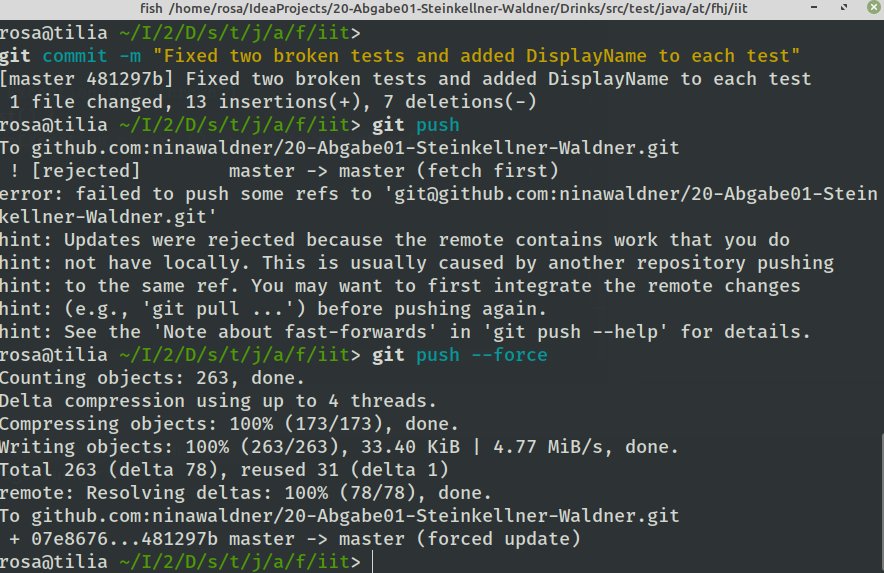 fish /home/rosa/IdeaProjects/20-Abgabe01-Steinkellner-Waldner/Drinks/src/test/java/at/fhj/iit
rosa@tilia ~/I/2/D/s/t/j/a/f/iit>
git commit -m "Fixed two broken tests and added DisplayName to each test"
[master 481297b] Fixed two broken tests and added DisplayName to each test
 1 file changed, 13 insertions(+), 7 deletions(-)
rosa@tilia ~/I/2/D/s/t/j/a/f/iit> git push
To github.com:ninawaldner/20-Abgabe01-Steinkellner-Waldner.git
 ! [rejected]        master -> master (fetch first)
error: failed to push some refs to 'git@github.com:ninawaldner/20-Abgabe01-Stein
kellner-Waldner.git'
hint: Updates were rejected because the remote contains work that you do
hint: not have locally. This is usually caused by another repository pushing
hint: to the same ref. You may want to first integrate the remote changes
hint: (e.g., 'git pull ...') before pushing again.
hint: See the 'Note about fast-forwards' in 'git push --help' for details.
rosa@tilia ~/I/2/D/s/t/j/a/f/iit> git push --force
Counting objects: 263, done.
Delta compression using up to 4 threads.
Compressing objects: 100% (173/173), done.
Writing objects: 100% (263/263), 33.40 KiB | 4.77 MiB/s, done.
Total 263 (delta 78), reused 31 (delta 1)
remote: Resolving deltas: 100% (78/78), done.
To github.com:ninawaldner/20-Abgabe01-Steinkellner-Waldner.git
 + 07e8676...481297b master -> master (forced update)
rosa@tilia ~/I/2/D/s/t/j/a/f/iit>